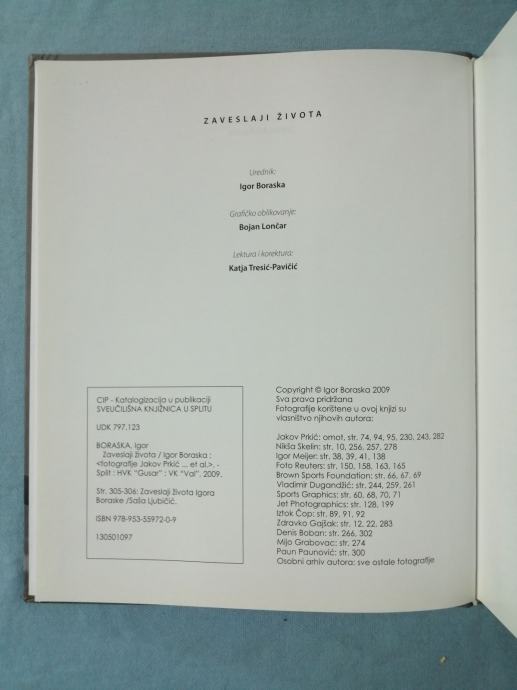 ZAVESLAJI ŽIVOTA
Urednik:
Igor Boraska
Grafičko oblikovanje:
Bojan Lončar
Lektura i korektura:
Katja Tresić-Pavičić
CIP - Katalogizacija u publikaciji
SVEUČILIŠNA KNJIŽNICA U SPLITU
UDK 797.123
BORASKA, Igor
Zaveslaji života / Igor Boraska :
<fotografije Jakov Prkić ... et al.>. -
Split : HVK "Gusar" : VK "Val", 2009.
Str. 305-306: Zaveslaji života Igora
Boraske /Saša Ljubičić.
ISBN 978-953-55972-0-9
130501097
Copyright © Igor Boraska 2009
Sva prava pridržana
Fotografije korištene u ovoj knjizi su
vlasništvo njihovih autora:
Jakov Prkić: omot, str. 74, 94, 95, 230, 243, 282
Nikša Skelin: str. 10, 256, 257, 278
Igor Meijer: str. 38, 39, 41, 138
Foto Reuters: str. 150, 158, 163, 165
Brown Sports Foundation: str. 66, 67, 69
Vladimir Dugandžić: str. 244, 259, 261
Sports Graphics: str. 60, 68, 70, 71
Jet Photographics: str. 128, 199
Iztok Čop: str. 89, 91, 92
Zdravko Gajšak: str. 12, 22, 283
Denis Boban: str. 266, 302
Mijo Grabovac: str. 274
Paun Paunović: str. 300
Osobni arhiv autora: sve ostale fotografije